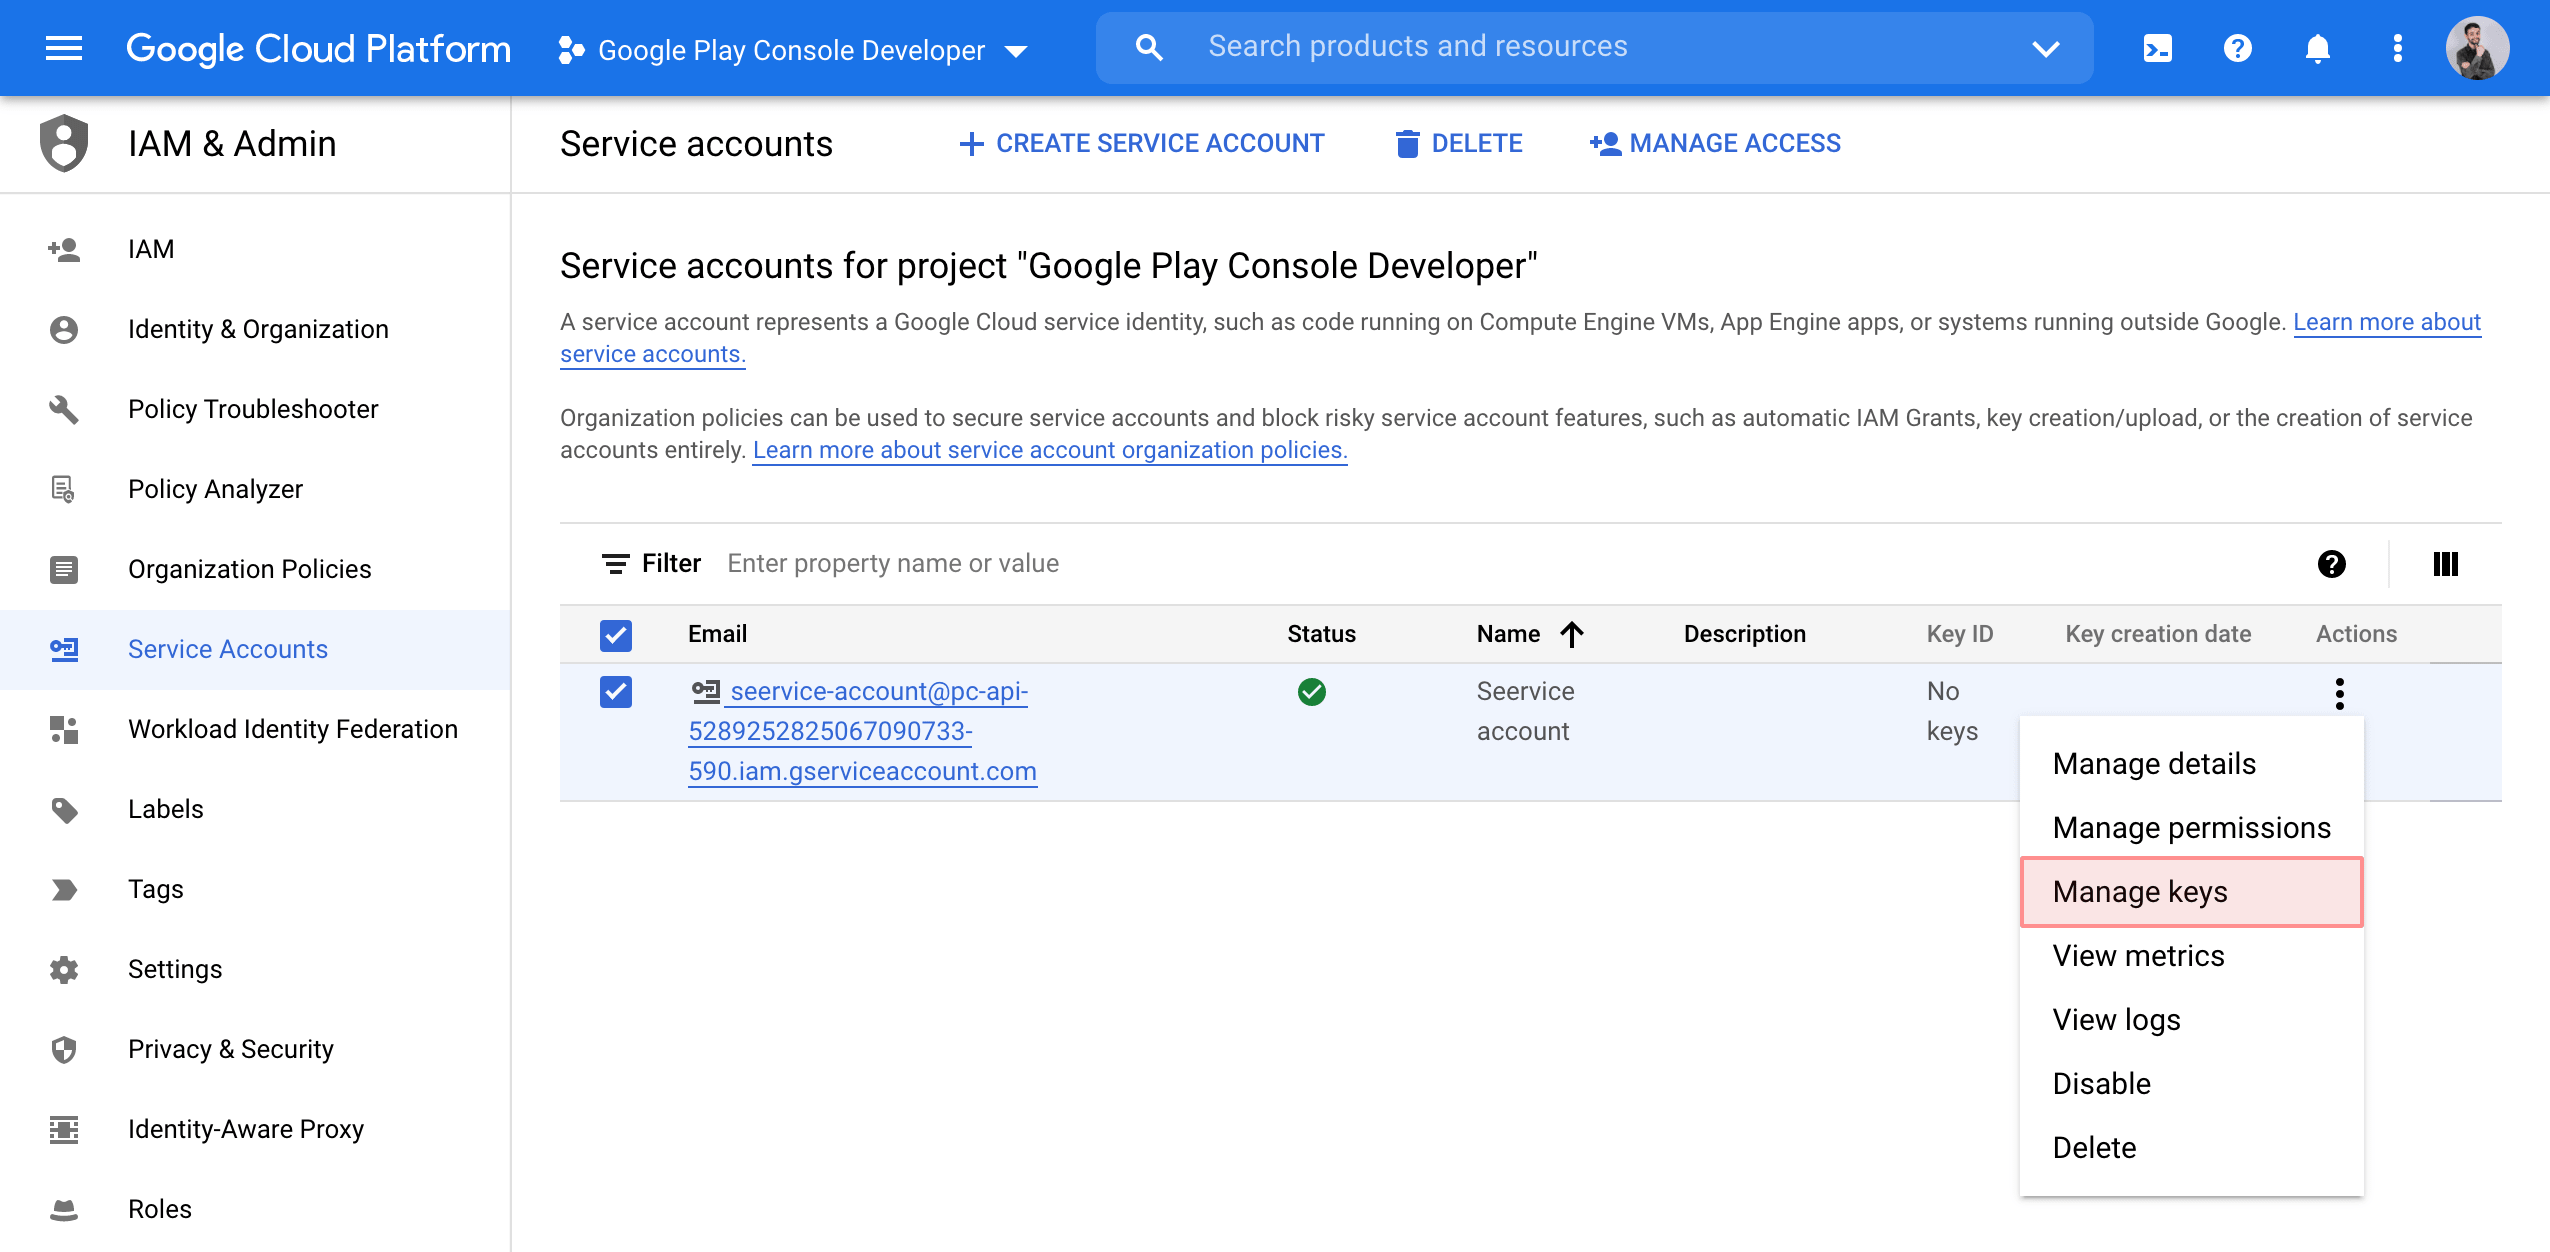 Google Cloud Platform
Google Play Console Developer
Search products and resources
IAM & Admin
Service accounts
CREATE SERVICE ACCOUNT
DELETE
MANAGE ACCESS
IAM
Identity & Organization
Policy Troubleshooter
Policy Analyzer
Organization Policies
Service Accounts
Workload Identity Federation
Labels
Tags
Settings
Privacy & Security
Identity-Aware Proxy
Roles
Service accounts for project "Google Play Console Developer"
A service account represents a Google Cloud service identity, such as code running on Compute Engine VMs, App Engine apps, or systems running outside Google. Learn more about
service accounts.
Organization policies can be used to secure service accounts and block risky service account features, such as automatic IAM Grants, key creation/upload, or the creation of service
accounts entirely. Learn more about service account organization policies.
Filter Enter property name or value
Email Status Name Description Key ID Key creation date Actions
seervice-account@pc-api-
5289252825067090733-
590.iam.gserviceaccount.com
Seervice
account
No
keys
Manage details
Manage permissions
Manage keys
View metrics
View logs
Disable
Delete